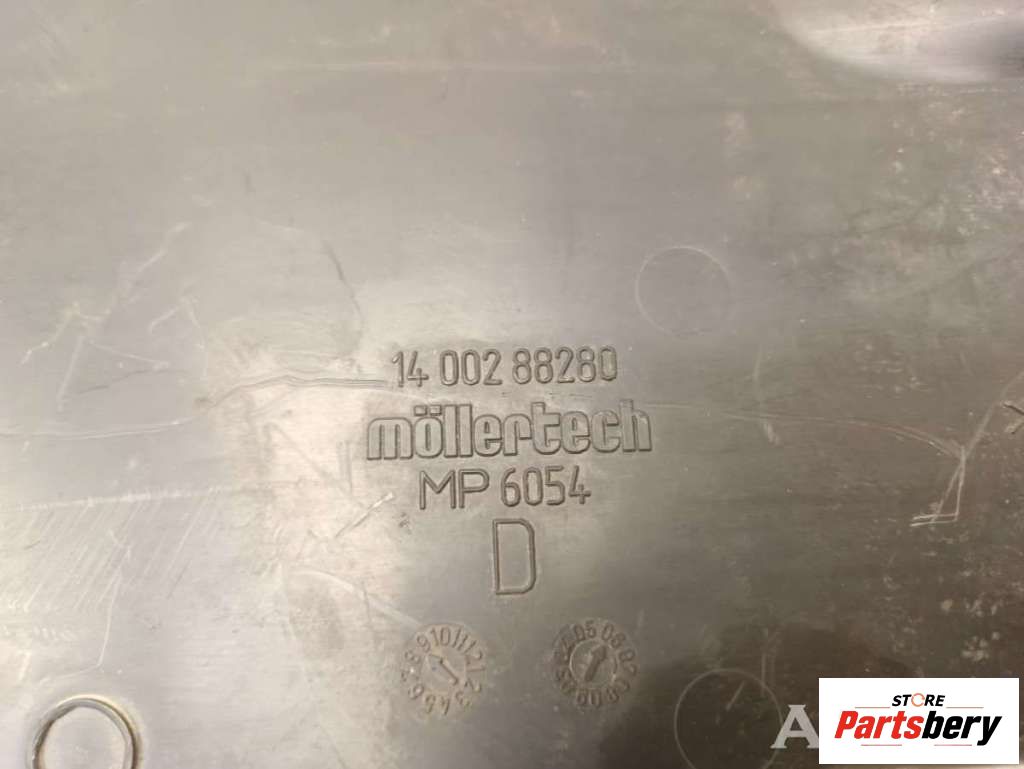 14 002 88280
möllertech
MP 6054
D
STORE
Partsbery